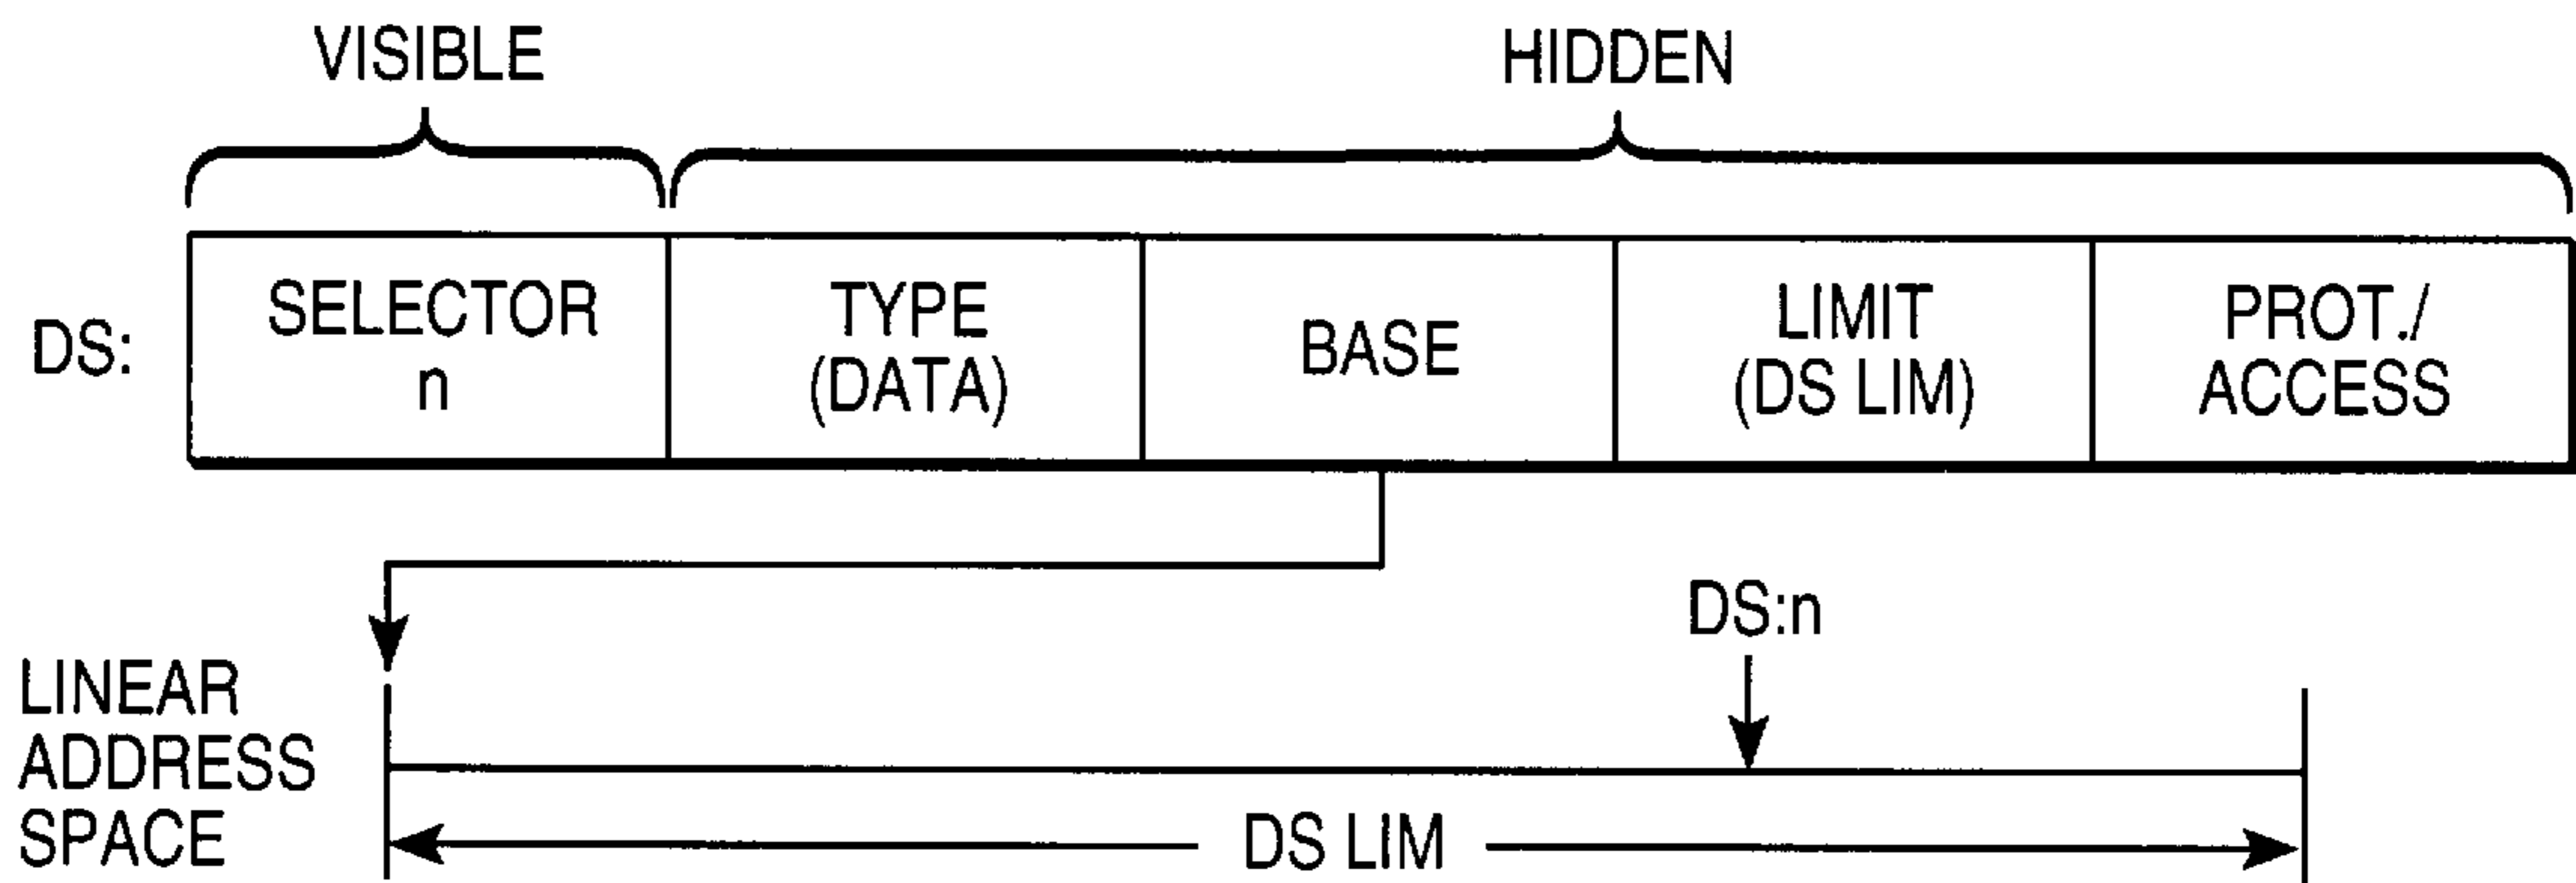 VISIBLE
HIDDEN
DS:
SELECTOR
n
TYPE
(DATA)
BASE
LIMIT
(DS LIM)
PROT./
ACCESS
DS:n
LINEAR
ADDRESS
SPACE
DS LIM